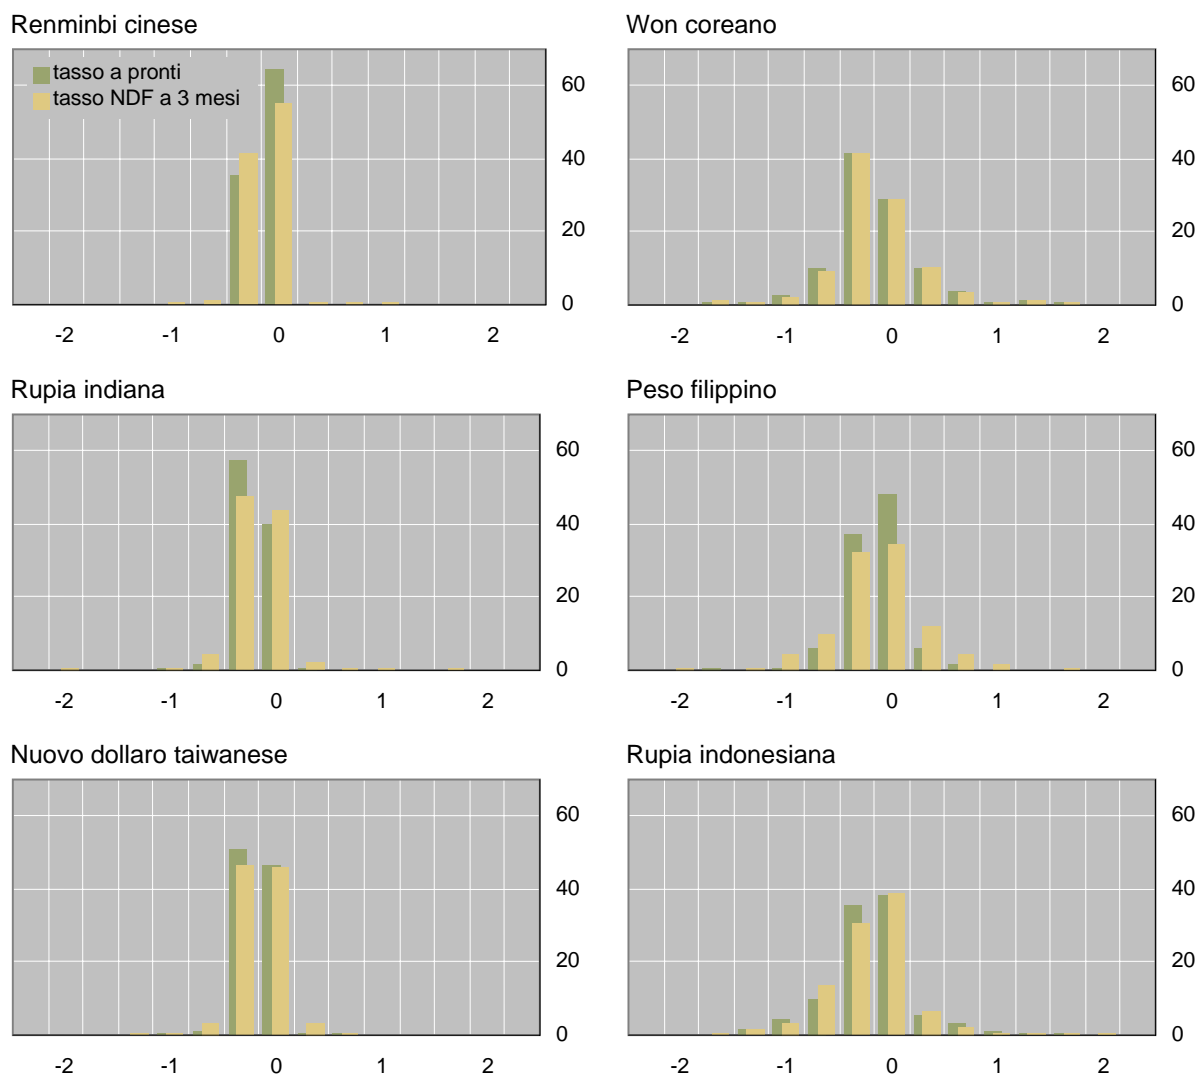 Renminbi cinese
tasso a pronti
tasso NDF a 3 mesi
60
40
20
0
-2 -1 0 1 2
Won coreano
60
40
20
0
-2 -1 0 1 2
Rupia indiana
60
40
20
0
-2 -1 0 1 2
Peso filippino
60
40
20
0
-2 -1 0 1 2
Nuovo dollaro taiwanese
60
40
20
0
-2 -1 0 1 2
Rupia indonesiana
60
40
20
0
-2 -1 0 1 2